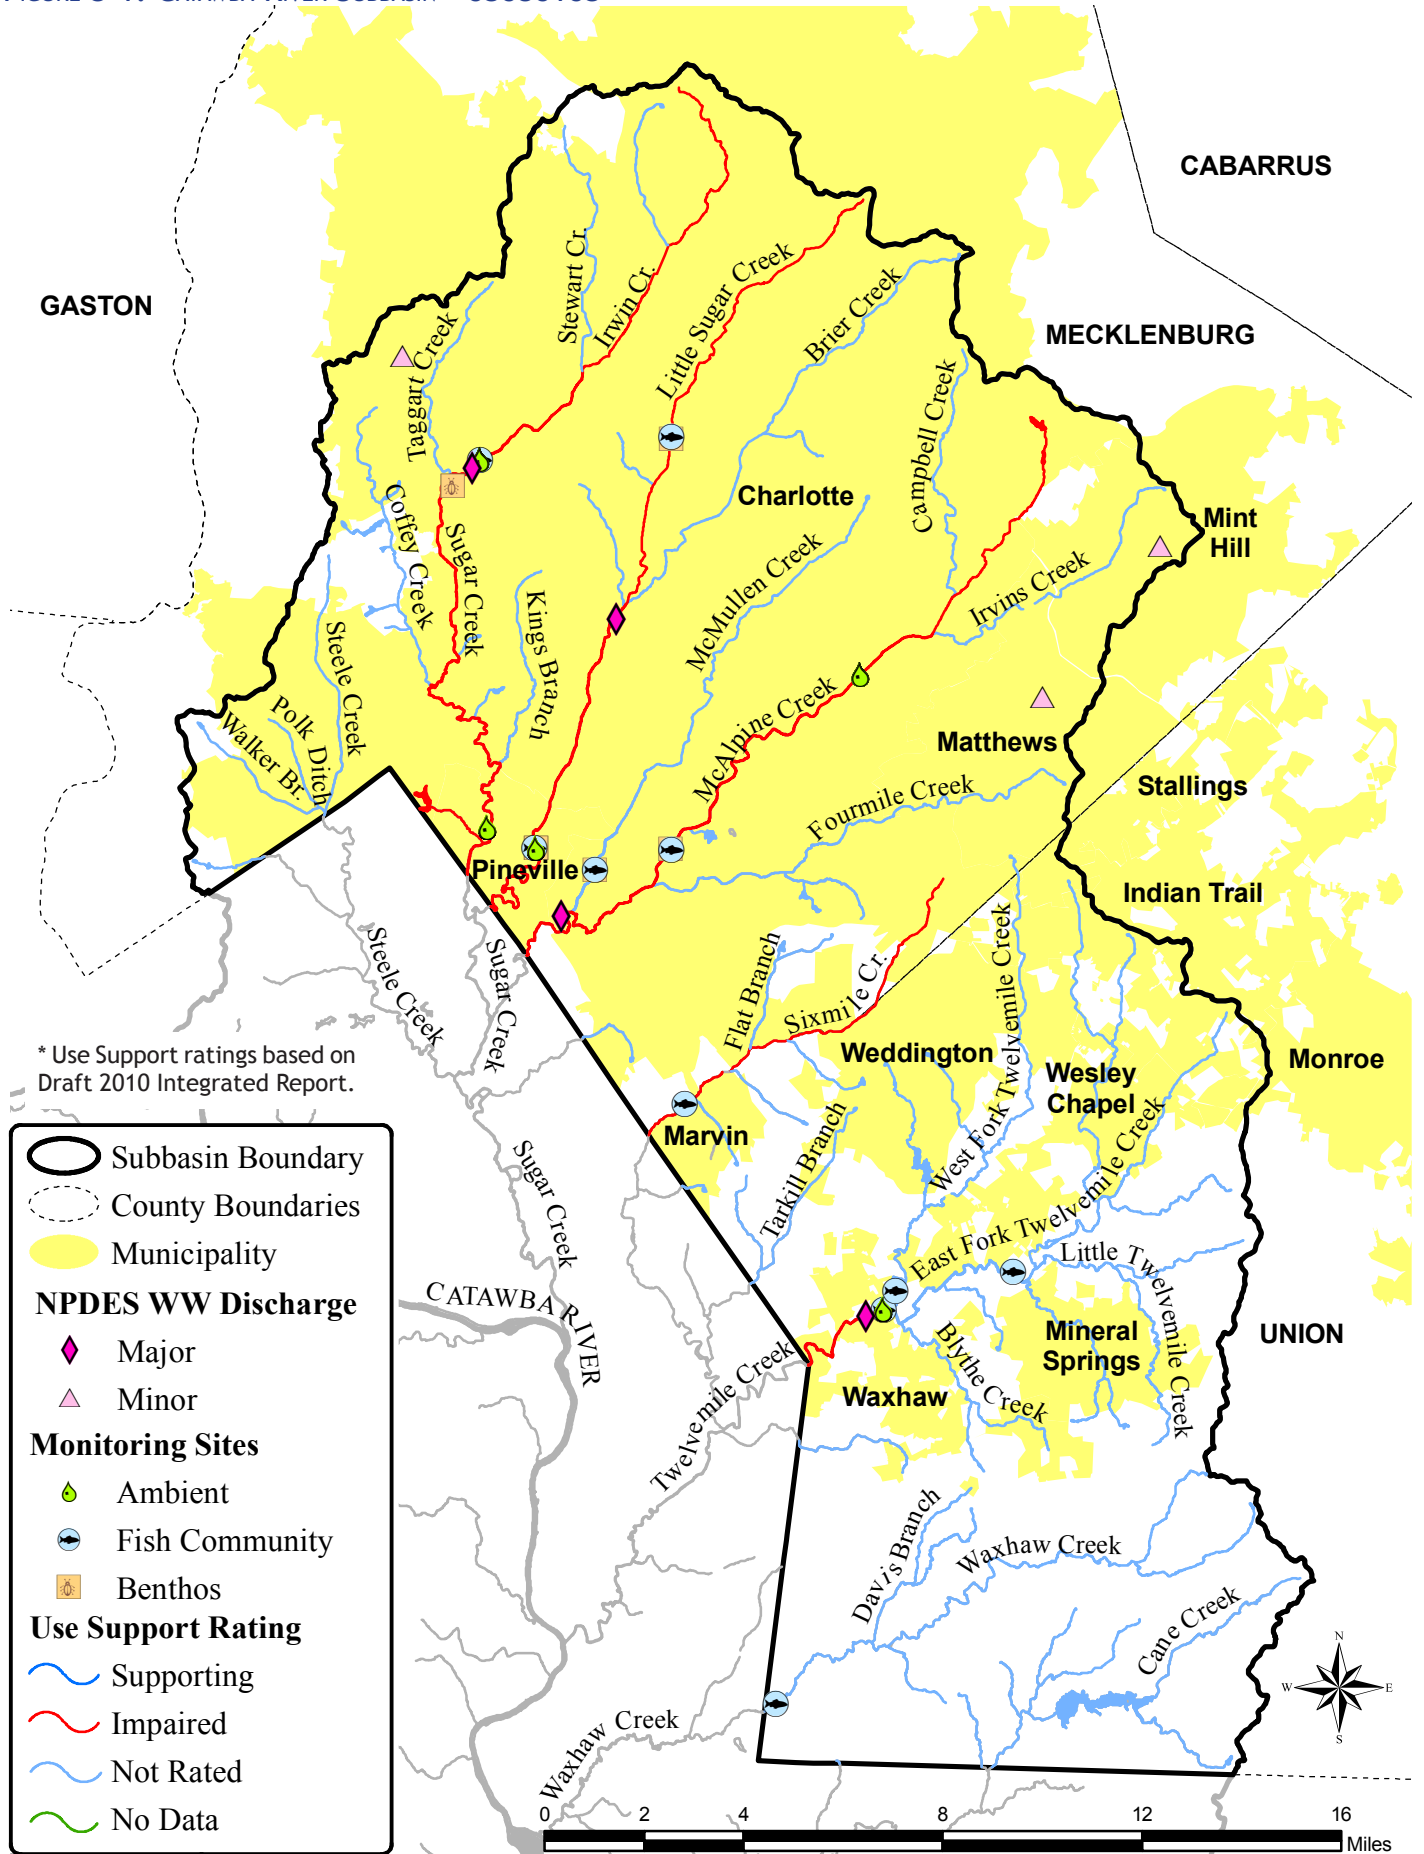 CABARRUS
GASTON
MECKLENBURG
Stewart Cr.
Irwin Cr.
Little Sugar Creek
Brier Creek
Taggart Creek
Campbell Creek
Charlotte
Mint
Hill
Coffey Creek
Sugar Creek
Kings Branch
McMullen Creek
Irvins Creek
Steele Creek
Polk Ditch
Walker Br.
McAlpine Creek
Matthews
Stallings
Fourmile Creek
Pineville
Indian Trail
Steele Creek
Sugar Creek
Flat Branch
Sixmile Cr.
West Fork Twelvemile Creek
Weddington
Wesley
Chapel
Monroe
* Use Support ratings based on
Draft 2010 Integrated Report.
Marvin
Tarkill Branch
East Fork Twelvemile Creek
Little Twelvemile Creek
Sugar Creek
CATAWBA RIVER
Mineral
Springs
UNION
Blythe Creek
Waxhaw
Twelvemile Creek
Davis Branch
Waxhaw Creek
Cane Creek
Waxhaw Creek
Subbasin Boundary
County Boundaries
Municipality
NPDES WW Discharge
Major
Minor
Monitoring Sites
Ambient
Fish Community
Benthos
Use Support Rating
Supporting
Impaired
Not Rated
No Data
N
W
E
S
0 2 4 8 12 16
Miles